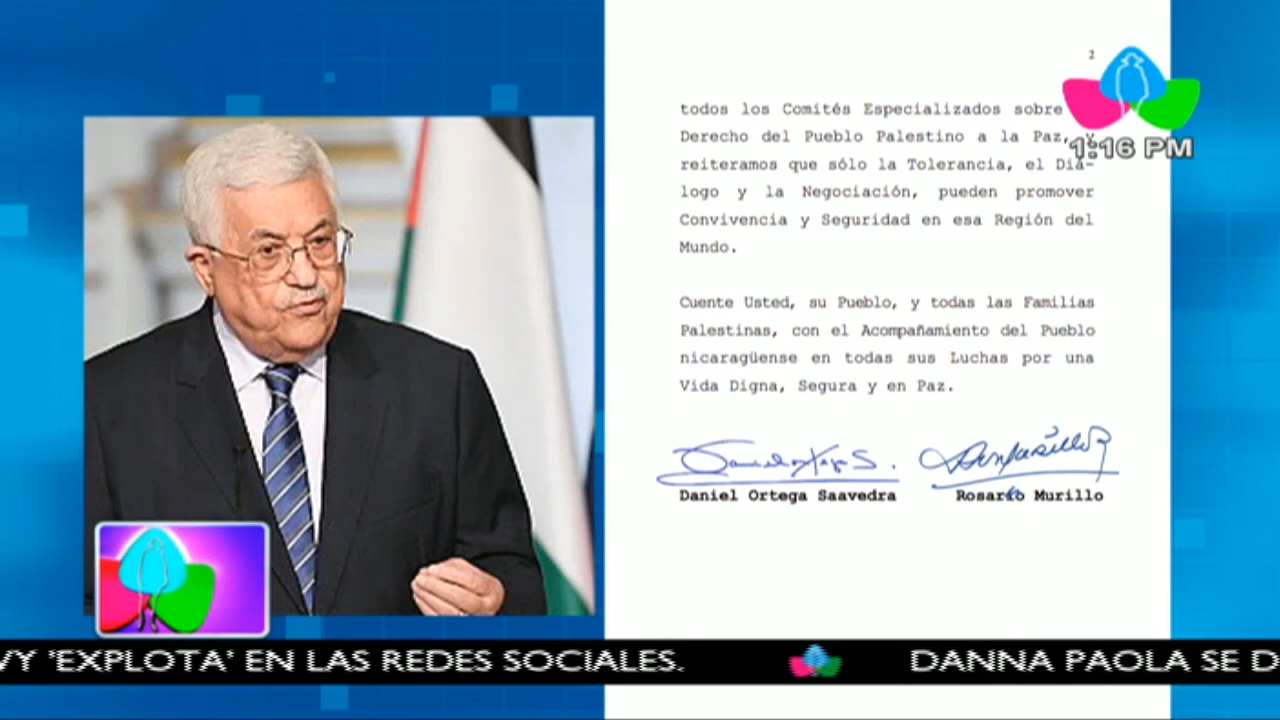 2
todos los Comités Especializados sobre
Derecho del Pueblo Palestino a la Paz, y
1:16 PM
reiteramos que sólo la Tolerancia, el Diá-
logo y la Negociación, pueden promover
Convivencia y Seguridad en esa Región del
Mundo.
Cuente Usted, su Pueblo, y todas las Familias
Palestinas, con el Acompañamiento del Pueblo
nicaragüense en todas sus Luchas por una
Vida Digna, Segura y en Paz.
Daniel Ortega S.
Daniel Ortega Saavedra
Rosario Murillo
VY 'EXPLOTA' EN LAS REDES SOCIALES.
DANNA PAOLA SE D